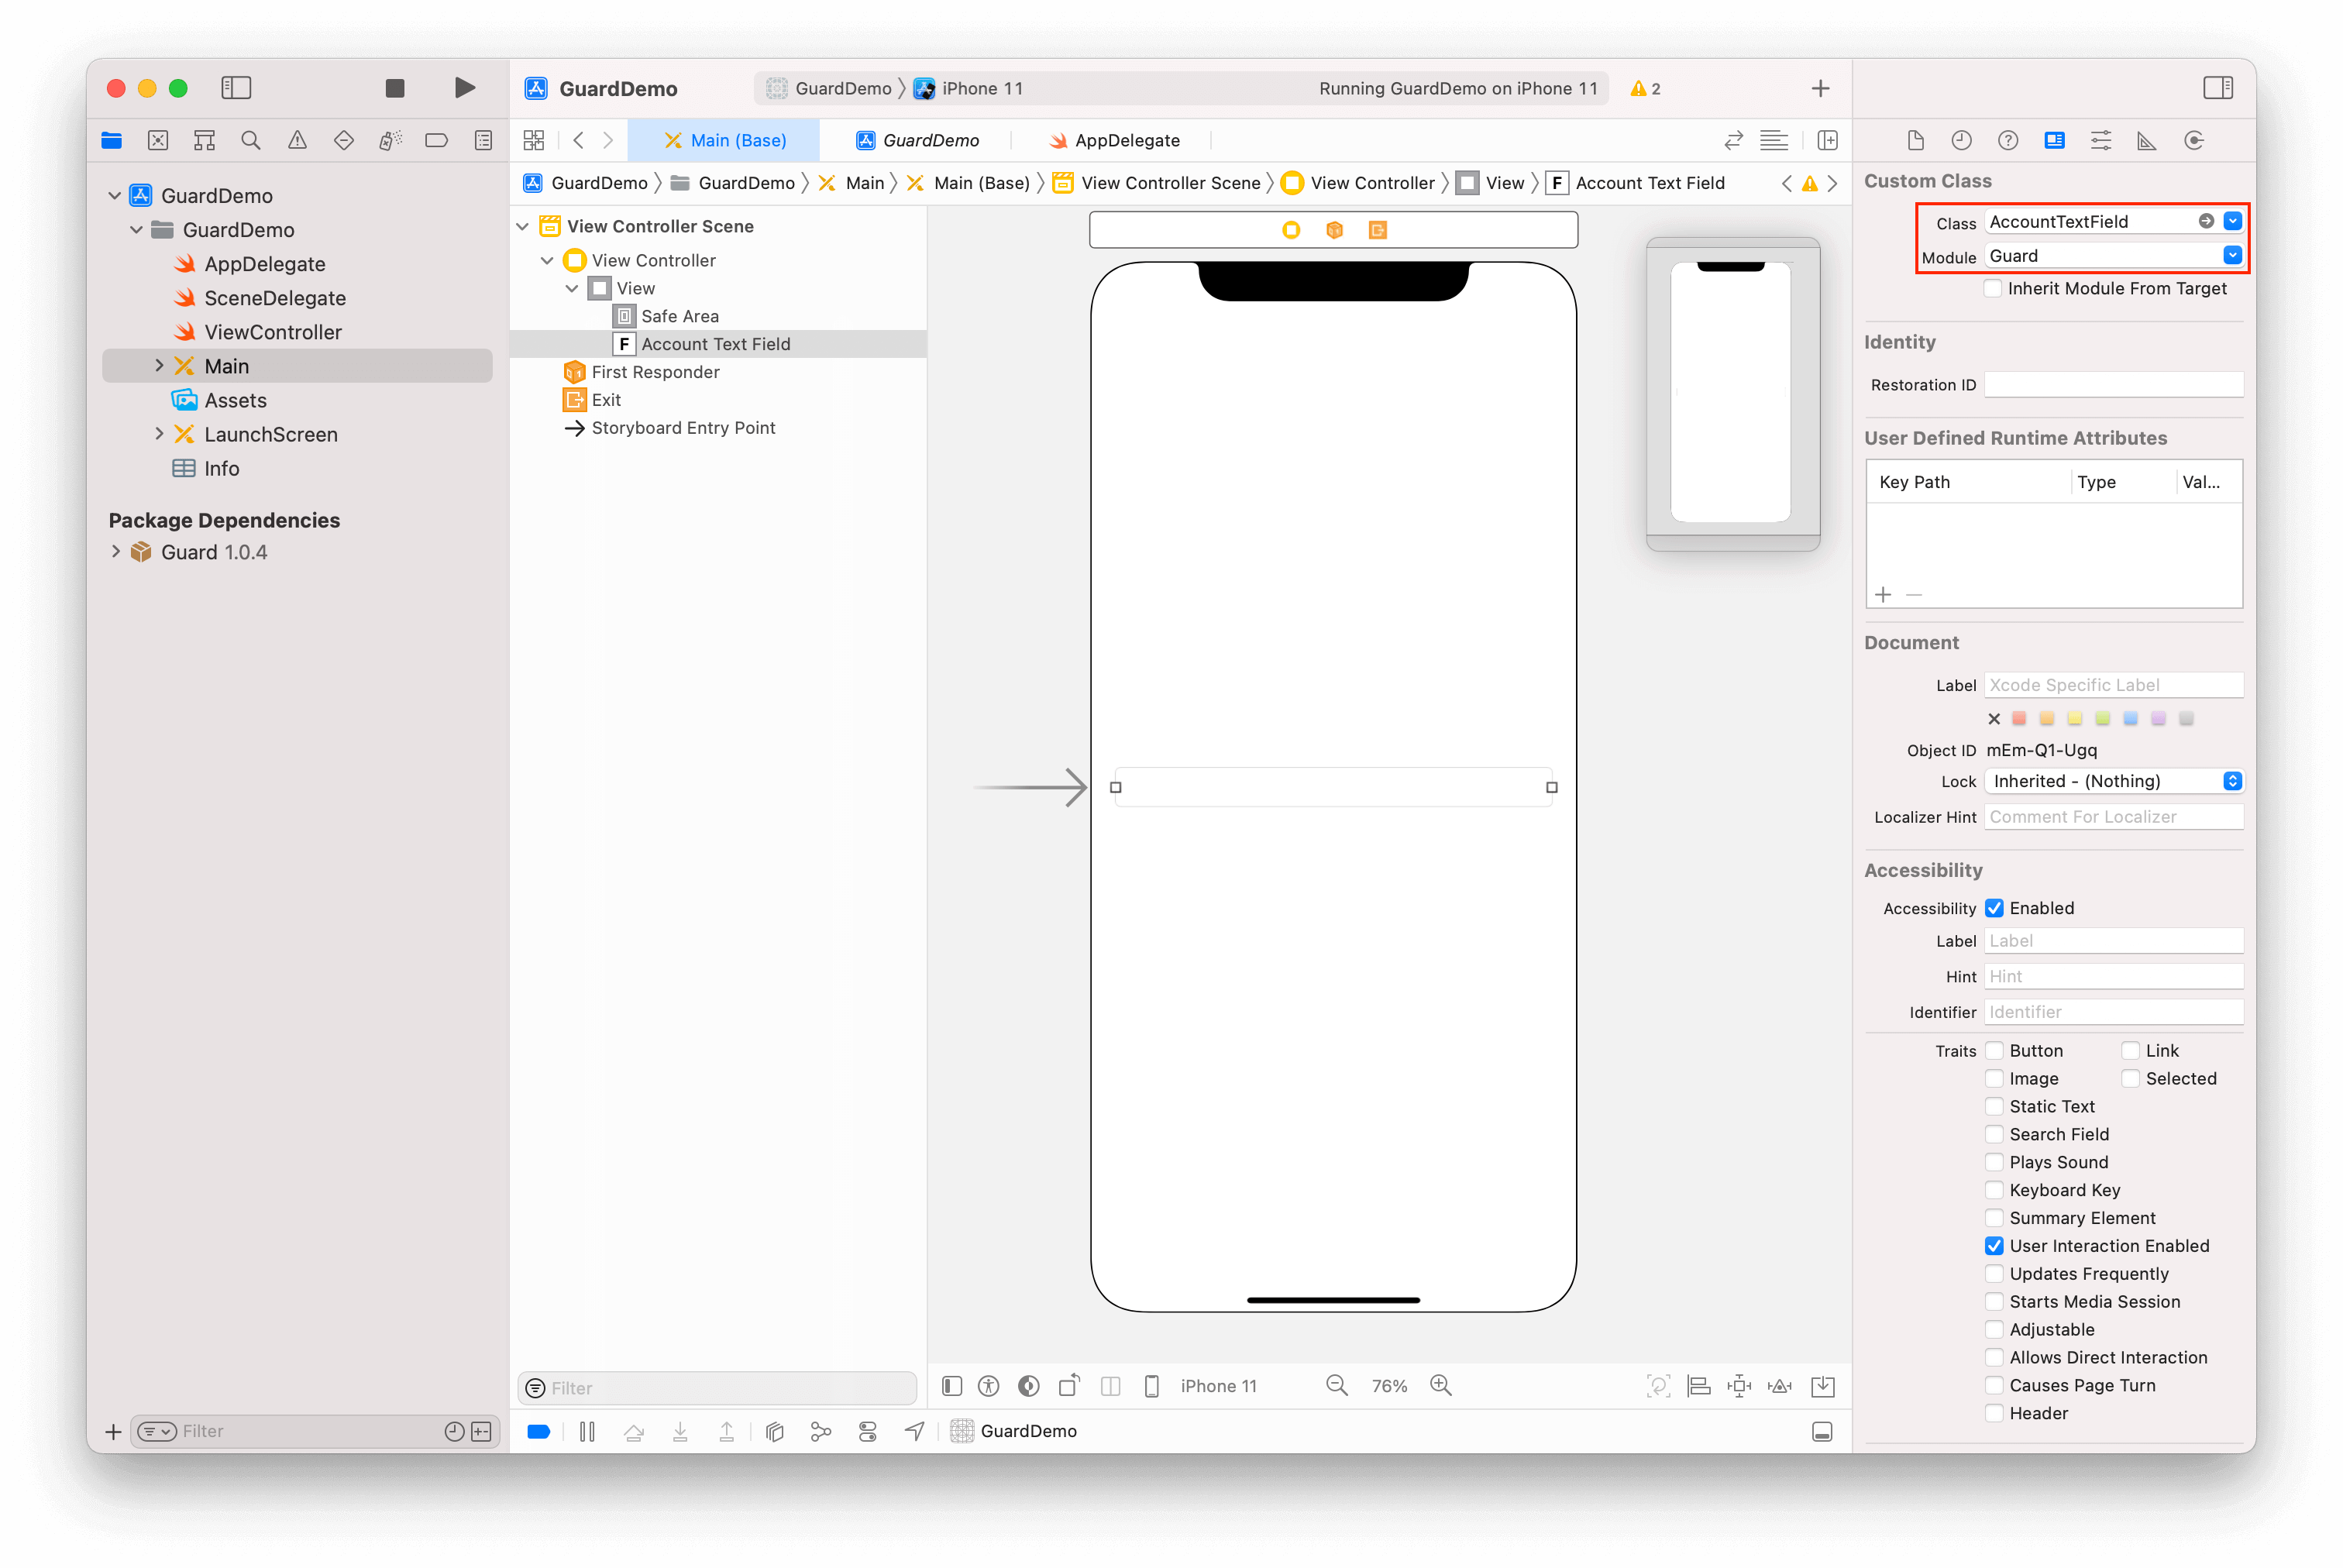 GuardDemo
GuardDemo
iPhone 11
Running GuardDemo on iPhone 11
2
Main (Base)
GuardDemo
AppDelegate
GuardDemo
GuardDemo
Main
Main (Base)
View Controller Scene
View Controller
View
F Account Text Field
GuardDemo
GuardDemo
AppDelegate
SceneDelegate
ViewController
Main
Assets
LaunchScreen
Info
Package Dependencies
Guard 1.0.4
Filter
View Controller Scene
View Controller
View
Safe Area
F Account Text Field
First Responder
Exit
Storyboard Entry Point
Filter
iPhone 11
76%
GuardDemo
Custom Class
Class AccountTextField
Module Guard
Inherit Module From Target
Identity
Restoration ID
User Defined Runtime Attributes
Key Path Type Val...
Document
Label Xcode Specific Label
Object ID mEm-Q1-Ugq
Lock Inherited - (Nothing)
Localizer Hint Comment For Localizer
Accessibility
Accessibility Enabled
Label Label
Hint Hint
Identifier Identifier
Traits Button Link
Image Selected
Static Text
Search Field
Plays Sound
Keyboard Key
Summary Element
User Interaction Enabled
Updates Frequently
Starts Media Session
Adjustable
Allows Direct Interaction
Causes Page Turn
Header